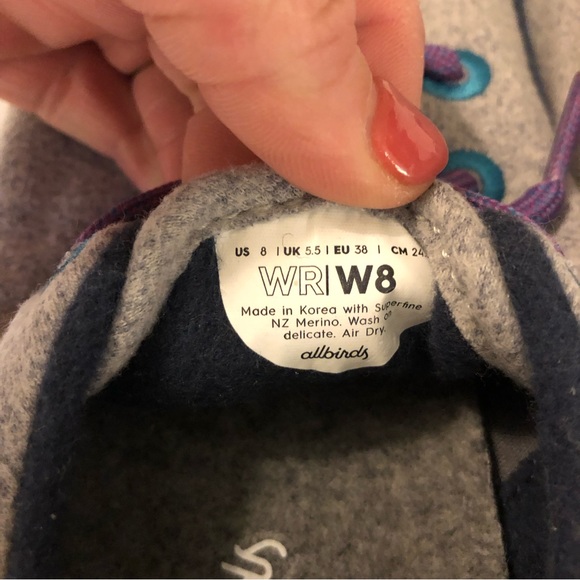 US 8 | UK 5.5 | EU 38 | CM 24
WR|W8
Made in Korea with Superfine
NZ Merino. Wash on
delicate. Air Dry.
allbirds